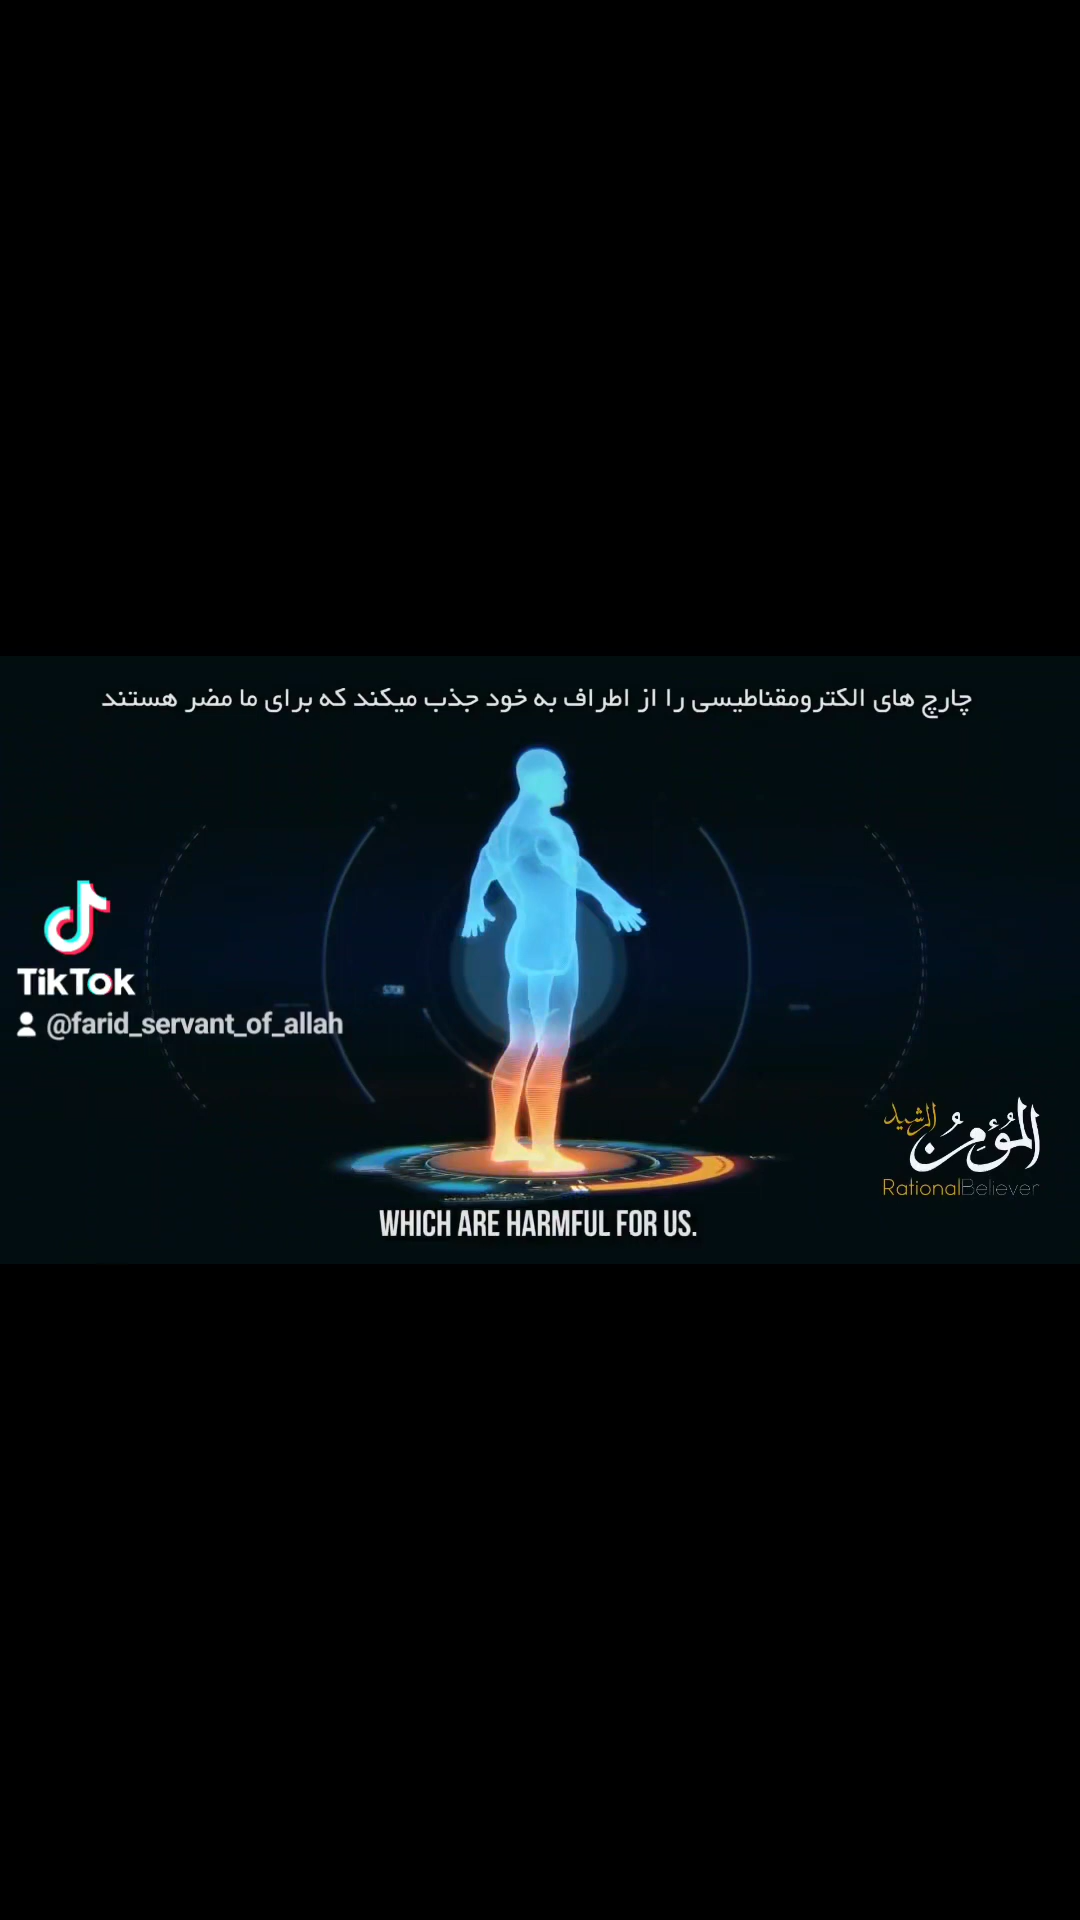 چارچ های الکترومقناطیسی را از اطراف به خود جذب میکند که برای ما مضر هستند
TikTok
@farid_servant_of_allah
المؤمن الرشيد
RationalBeliever
WHICH ARE HARMFUL FOR US.